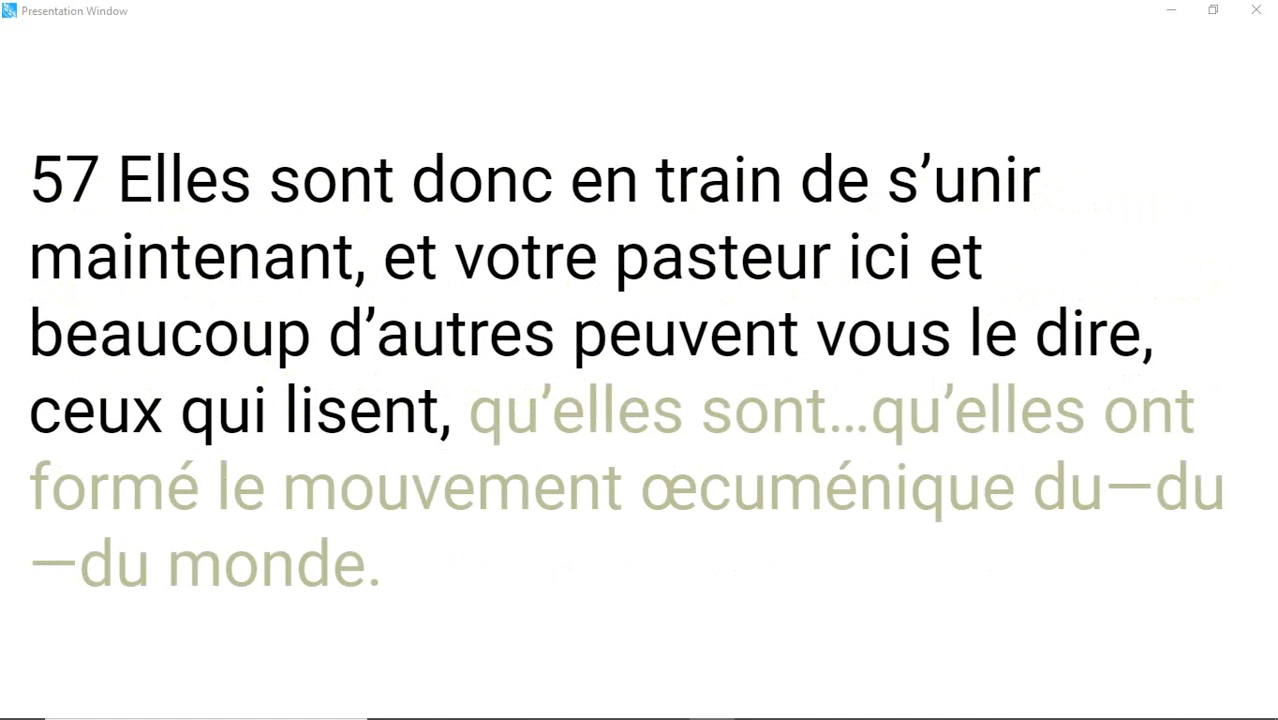 Presentation Window
57 Elles sont donc en train de s’unir
maintenant, et votre pasteur ici et
beaucoup d’autres peuvent vous le dire,
ceux qui lisent, qu’elles sont…qu’elles ont
formé le mouvement œcuménique du—du
—du monde.